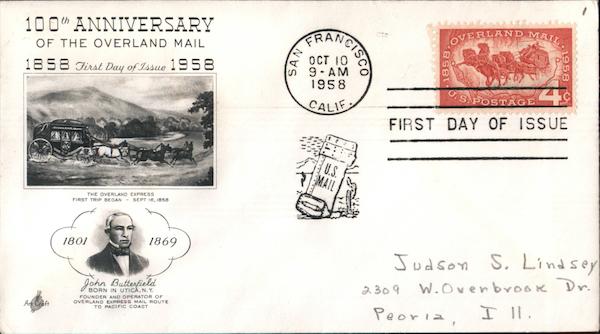 100th ANNIVERSARY
OF THE OVERLAND MAIL
1858 First Day of Issue 1958
THE OVERLAND EXPRESS
FIRST TRIP BEGAN - SEPT 16, 1858
1801 1869
John Butterfield
BORN IN UTICA, N.Y.
FOUNDER AND OPERATOR OF
OVERLAND EXPRESS MAIL ROUTE
TO PACIFIC COAST
Art Craft
SAN FRANCISCO
OCT 10
9-AM
1958
CALIF.
1858 · OVERLAND MAIL · 1958
U.S. POSTAGE 4c
FIRST DAY OF ISSUE
U.S.
MAIL
Judson S. Lindsey
2309 W. Overbrook Dr.
Peoria, Ill.